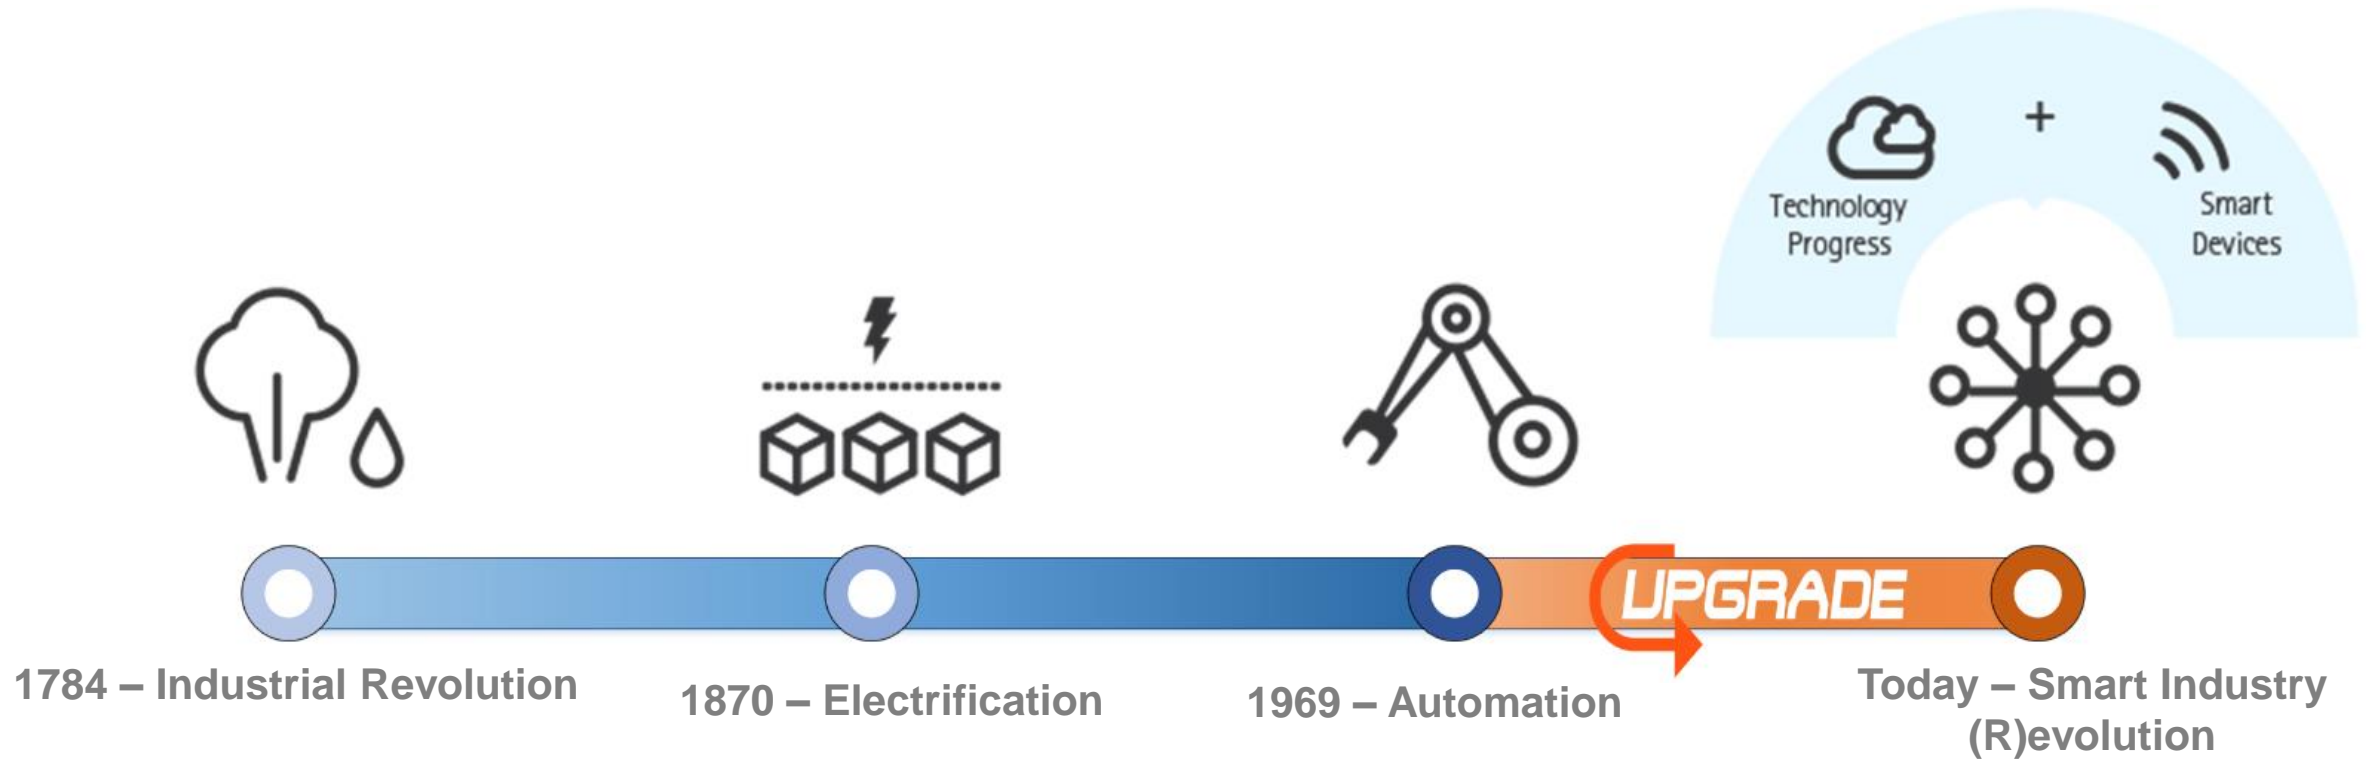 +
Technology
Progress
Smart
Devices
UPGRADE
1784 – Industrial Revolution
1870 – Electrification
1969 – Automation
Today – Smart Industry
(R)evolution